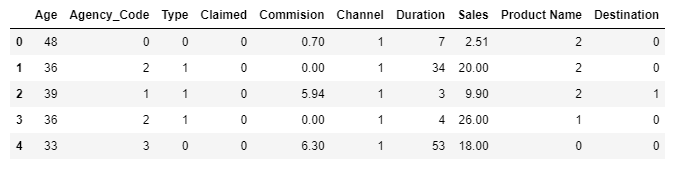 Age Agency_Code Type Claimed Commision Channel Duration Sales Product Name Destination
0 48 0 0 0 0.70 1 7 2.51 2 0
1 36 2 1 0 0.00 1 34 20.00 2 0
2 39 1 1 0 5.94 1 3 9.90 2 1
3 36 2 1 0 0.00 1 4 26.00 1 0
4 33 3 0 0 6.30 1 53 18.00 0 0